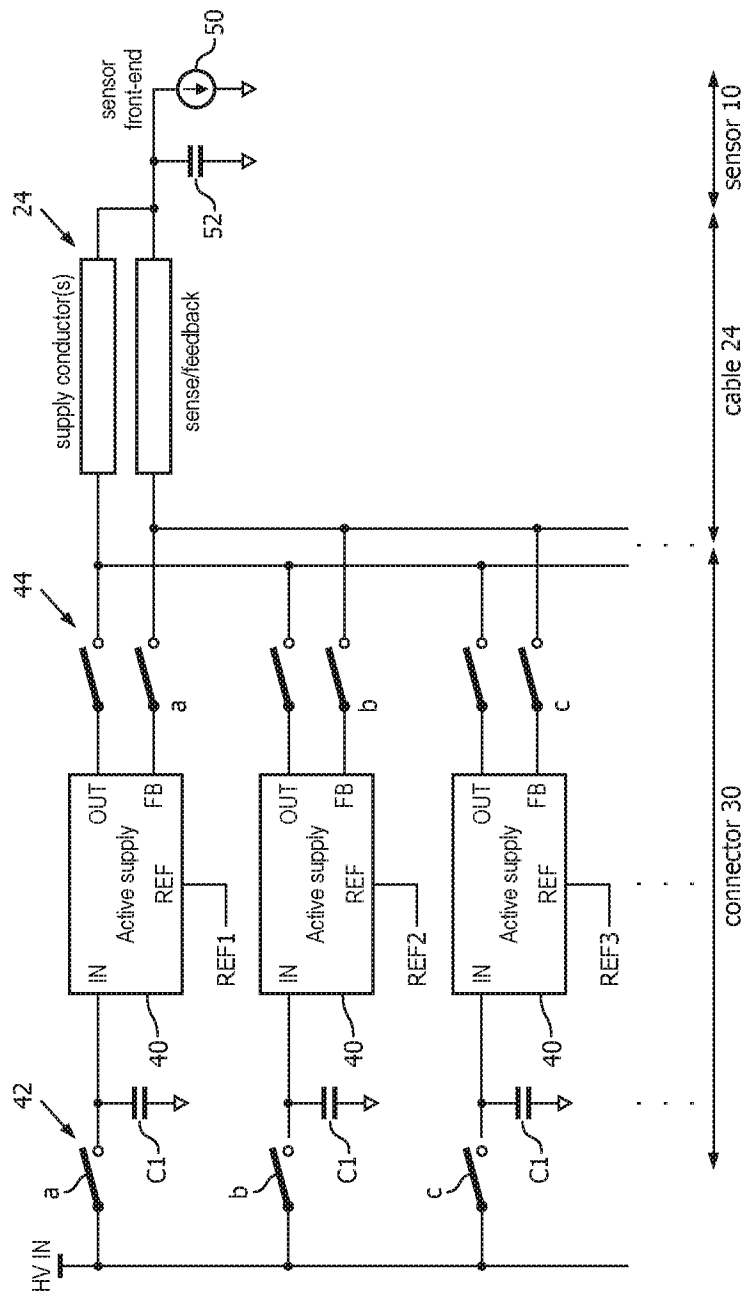 HV IN
42
a
C1
IN
Active supply
OUT
REF
FB
40
REF1
44
a
24
supply conductor(s)
sense/feedback
sensor
front-end
50
52
b
C1
IN
Active supply
OUT
REF
FB
40
REF2
b
c
C1
IN
Active supply
OUT
REF
FB
40
REF3
c
connector 30
cable 24
sensor 10